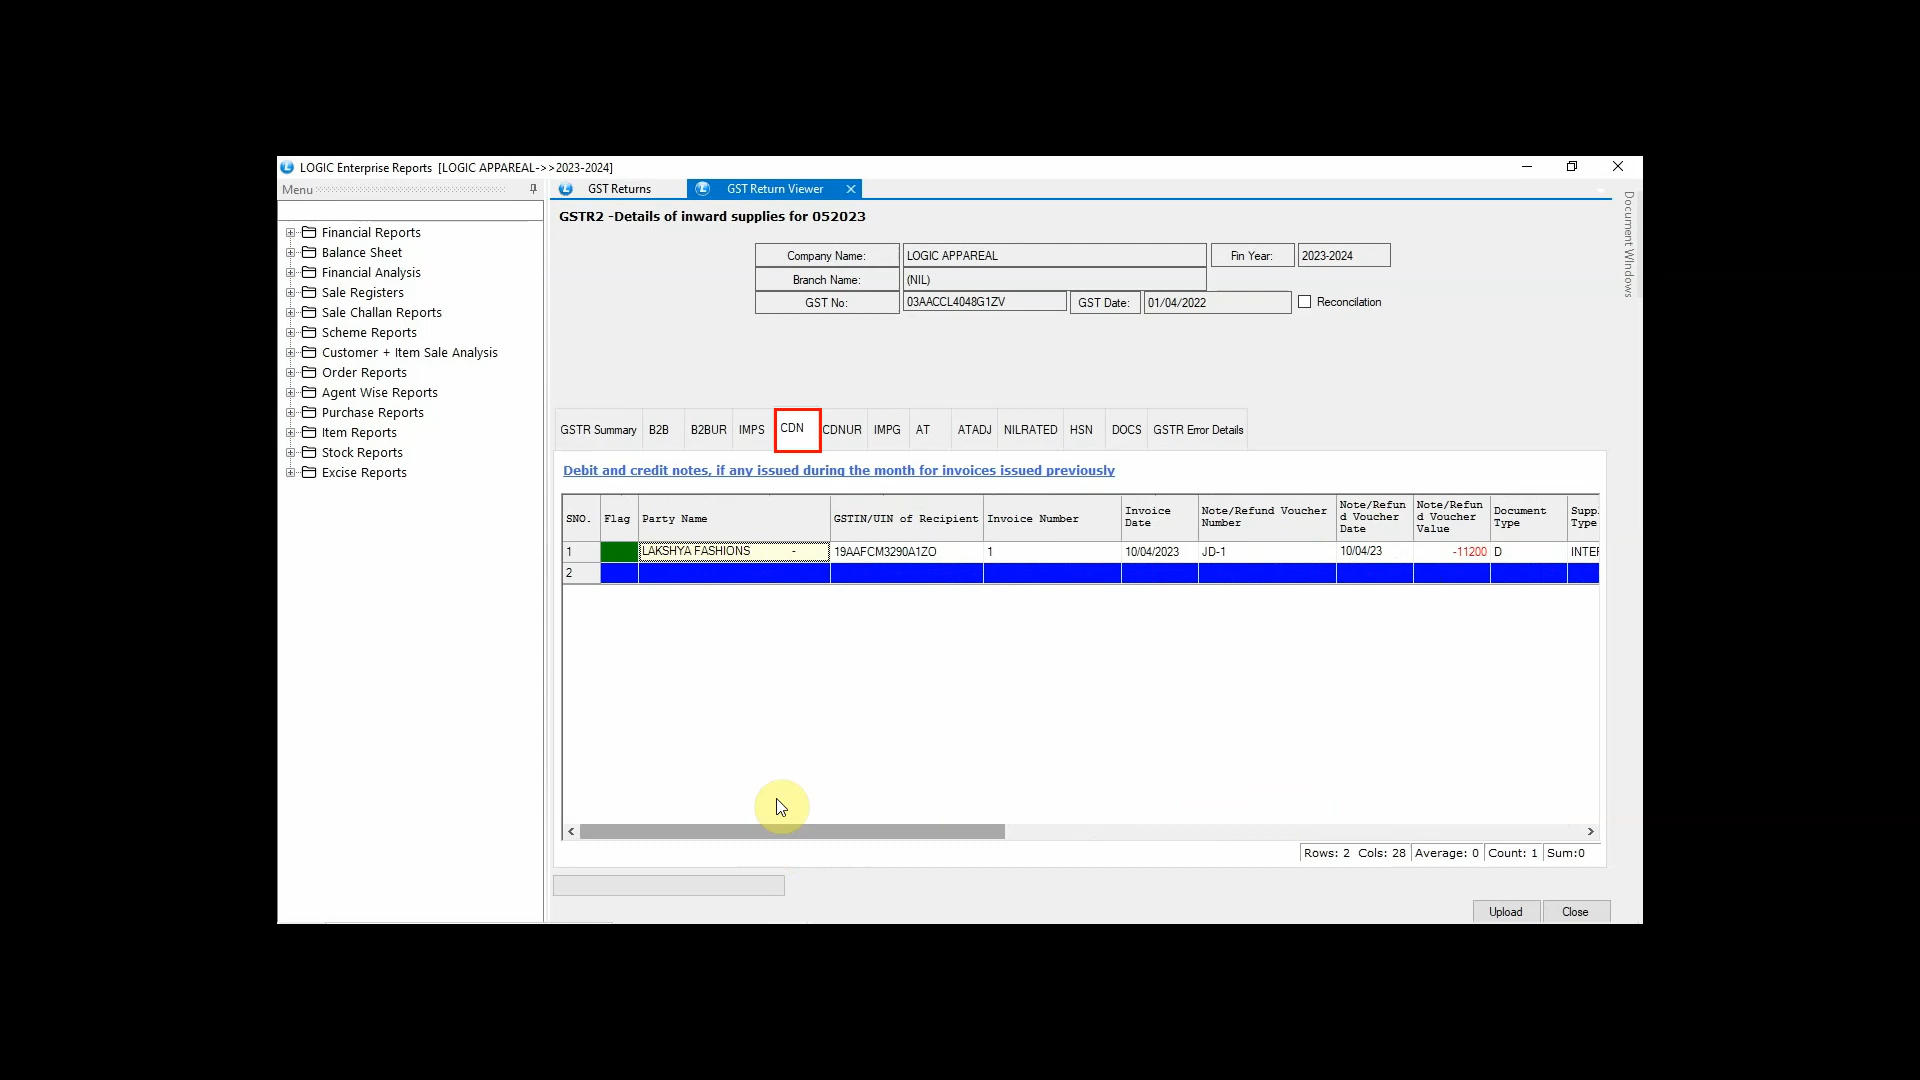 LOGIC Enterprise Reports [LOGIC APPAREAL->>2023-2024]
Menu
GST Returns
GST Return Viewer
Document Windows
Financial Reports
Balance Sheet
Financial Analysis
Sale Registers
Sale Challan Reports
Scheme Reports
Customer + Item Sale Analysis
Order Reports
Agent Wise Reports
Purchase Reports
Item Reports
Stock Reports
Excise Reports
GSTR2 -Details of inward supplies for 052023
Company Name: LOGIC APPAREAL Fin Year: 2023-2024
Branch Name: (NIL)
GST No: 03AACCL4048G1ZV GST Date: 01/04/2022 Reconcilation
GSTR Summary B2B B2BUR IMPS CDN CDNUR IMPG AT ATADJ NILRATED HSN DOCS GSTR Error Details
Debit and credit notes, if any issued during the month for invoices issued previously
SNO. Flag Party Name GSTIN/UIN of Recipient Invoice Number Invoice Date Note/Refund Voucher Number Note/Refund Voucher Date Note/Refund Voucher Value Document Type Supp. Type
1 LAKSHYA FASHIONS - 19AAFCM3290A1ZO 1 10/04/2023 JD-1 10/04/23 -11200 D INTER
2
Rows: 2 Cols: 28 Average: 0 Count: 1 Sum:0
Upload Close